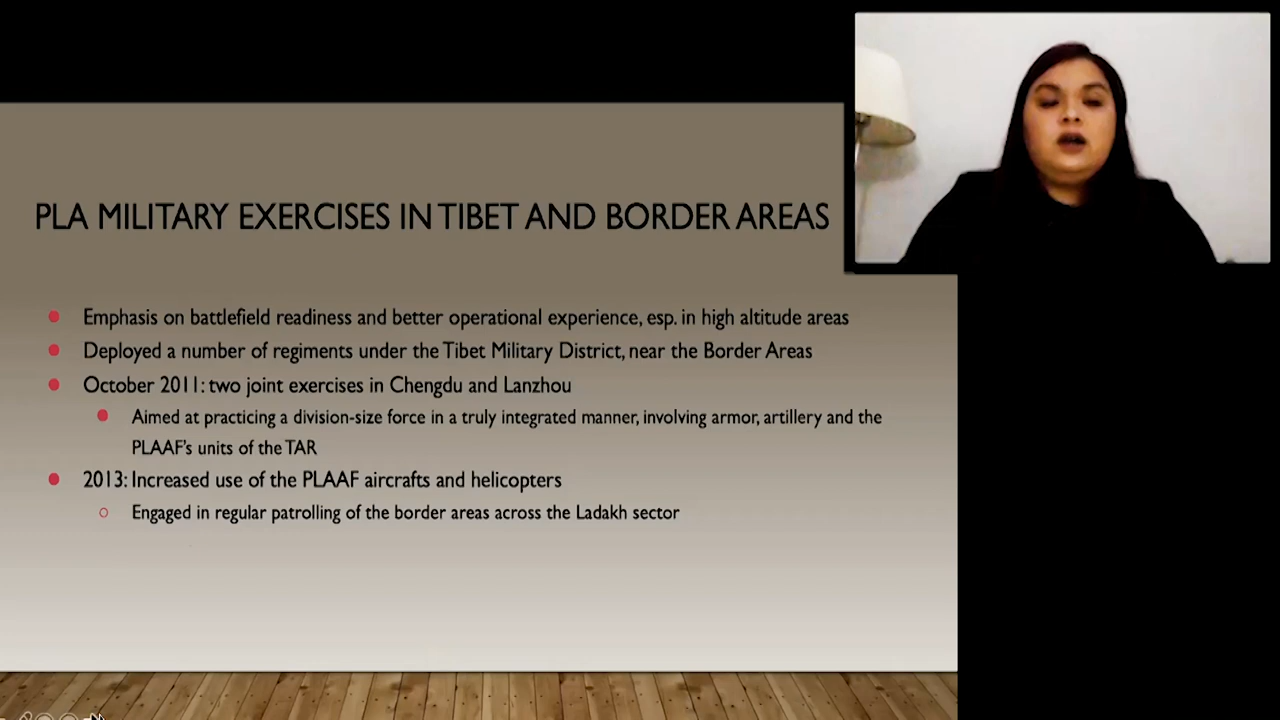 PLA MILITARY EXERCISES IN TIBET AND BORDER AREAS
Emphasis on battlefield readiness and better operational experience, esp. in high altitude areas
Deployed a number of regiments under the Tibet Military District, near the Border Areas
October 2011: two joint exercises in Chengdu and Lanzhou
Aimed at practicing a division-size force in a truly integrated manner, involving armor, artillery and the
PLAAF's units of the TAR
2013: Increased use of the PLAAF aircrafts and helicopters
Engaged in regular patrolling of the border areas across the Ladakh sector